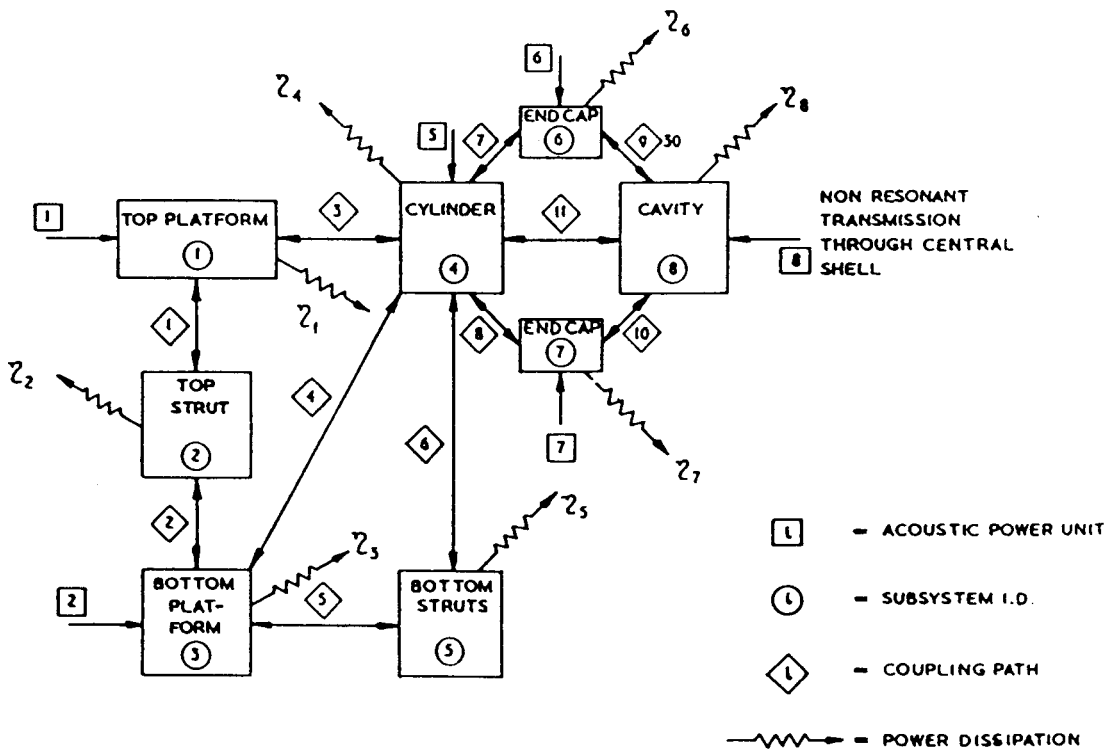 η6
6
η4
END CAP
η8
5
7
6
9 30
CYLINDER
11
CAVITY
NON RESONANT
TRANSMISSION
THROUGH CENTRAL
SHELL
1
TOP PLATFORM
3
1
4
8
8
η1
END CAP
8
7
10
1
η2
TOP
STRUT
4
2
6
7
η7
2
η5
η3
2
BOTTOM
PLAT-
FORM
3
5
BOTTOM
STRUTS
5
i
= ACOUSTIC POWER UNIT
i
= SUBSYSTEM I.D.
i
= COUPLING PATH
= POWER DISSIPATION